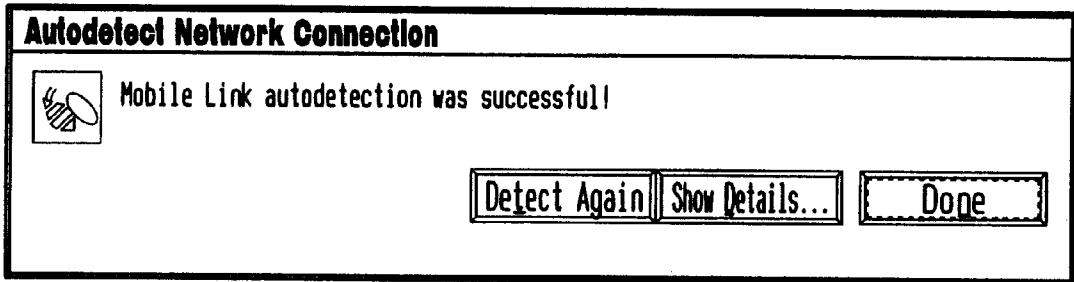 Autodetect Network Connection
Mobile Link autodetection was successful!
Detect Again Show Details... Done